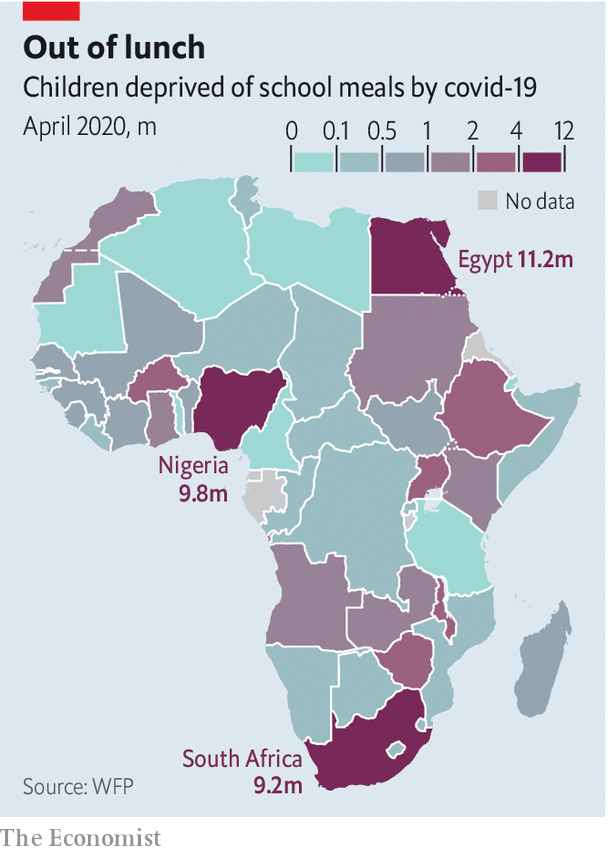 Out of lunch
Children deprived of school meals by covid-19
April 2020, m
0 0.1 0.5 1 2 4 12
No data
Egypt 11.2m
Nigeria
9.8m
South Africa
9.2m
Source: WFP
The Economist